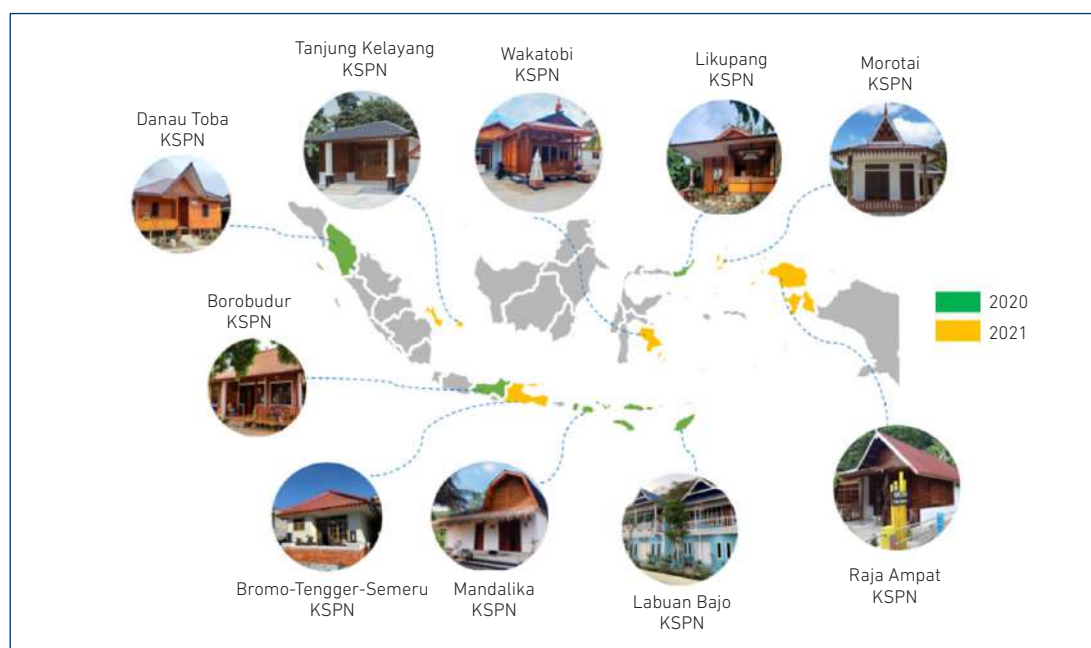 Tanjung Kelayang
KSPN
Wakatobi
KSPN
Likupang
KSPN
Morotai
KSPN
Danau Toba
KSPN
Borobudur
KSPN
2020
2021
Bromo-Tengger-Semeru
KSPN
Mandalika
KSPN
Labuan Bajo
KSPN
Raja Ampat
KSPN